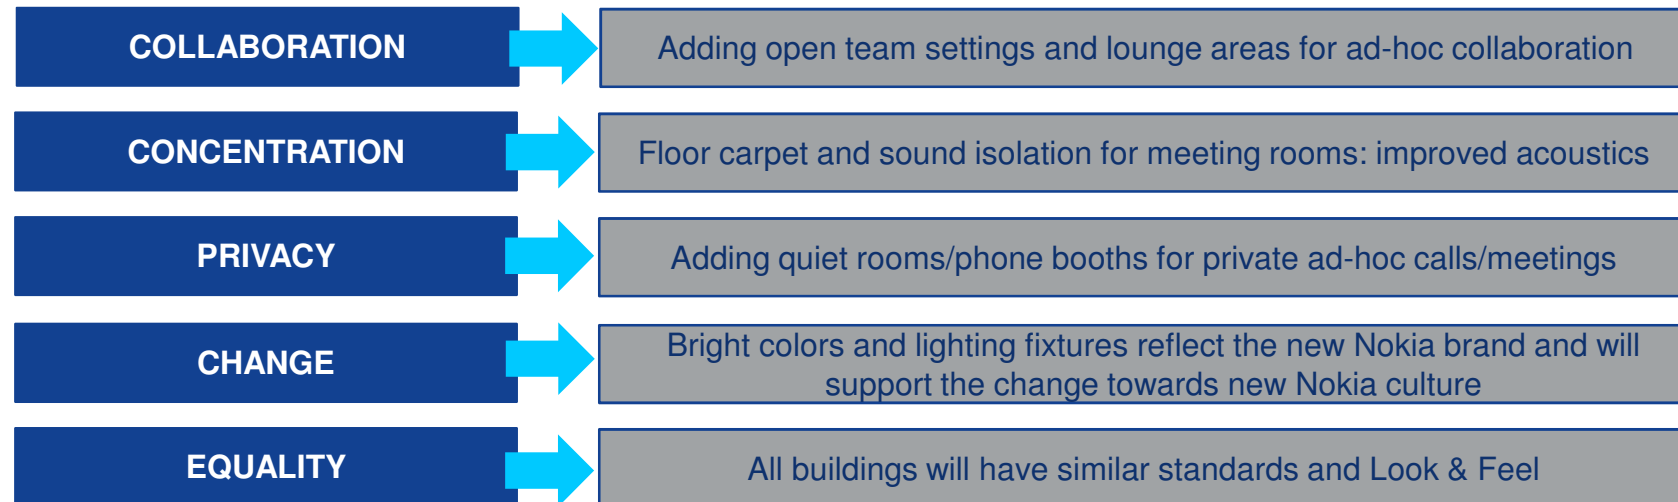 COLLABORATION
Adding open team settings and lounge areas for ad-hoc collaboration
CONCENTRATION
Floor carpet and sound isolation for meeting rooms: improved acoustics
PRIVACY
Adding quiet rooms/phone booths for private ad-hoc calls/meetings
CHANGE
Bright colors and lighting fixtures reflect the new Nokia brand and will
support the change towards new Nokia culture
EQUALITY
All buildings will have similar standards and Look & Feel